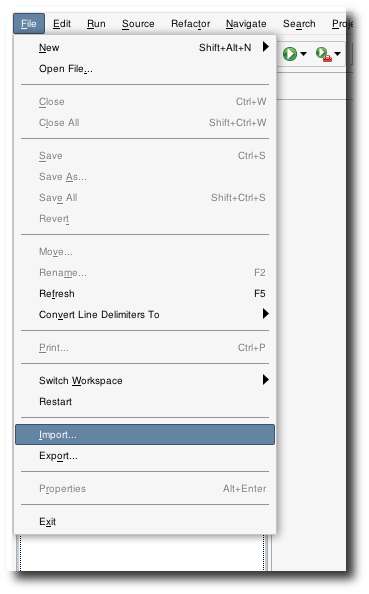 File Edit Run Source Refactor Navigate Search
New Shift+Alt+N
Open File...
Close Ctrl+W
Close All Shift+Ctrl+W
Save Ctrl+S
Save As...
Save All Shift+Ctrl+S
Revert
Move...
Rename... F2
Refresh F5
Convert Line Delimiters To
Print... Ctrl+P
Switch Workspace
Restart
Import...
Export...
Properties Alt+Enter
Exit